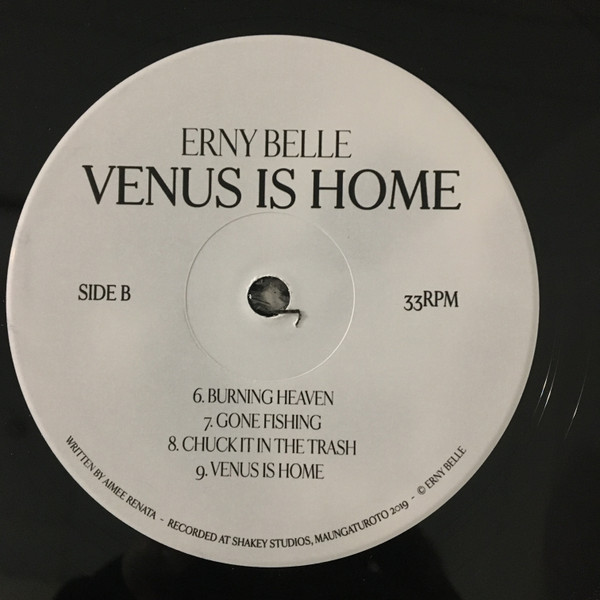 ERNY BELLE
VENUS IS HOME
SIDE B
33RPM
6. BURNING HEAVEN
7. GONE FISHING
8. CHUCK IT IN THE TRASH
9. VENUS IS HOME
WRITTEN BY AIMEE RENATA - RECORDED AT SHAKEY STUDIOS, MAUNGATUROTO 2019 - © ERNY BELLE